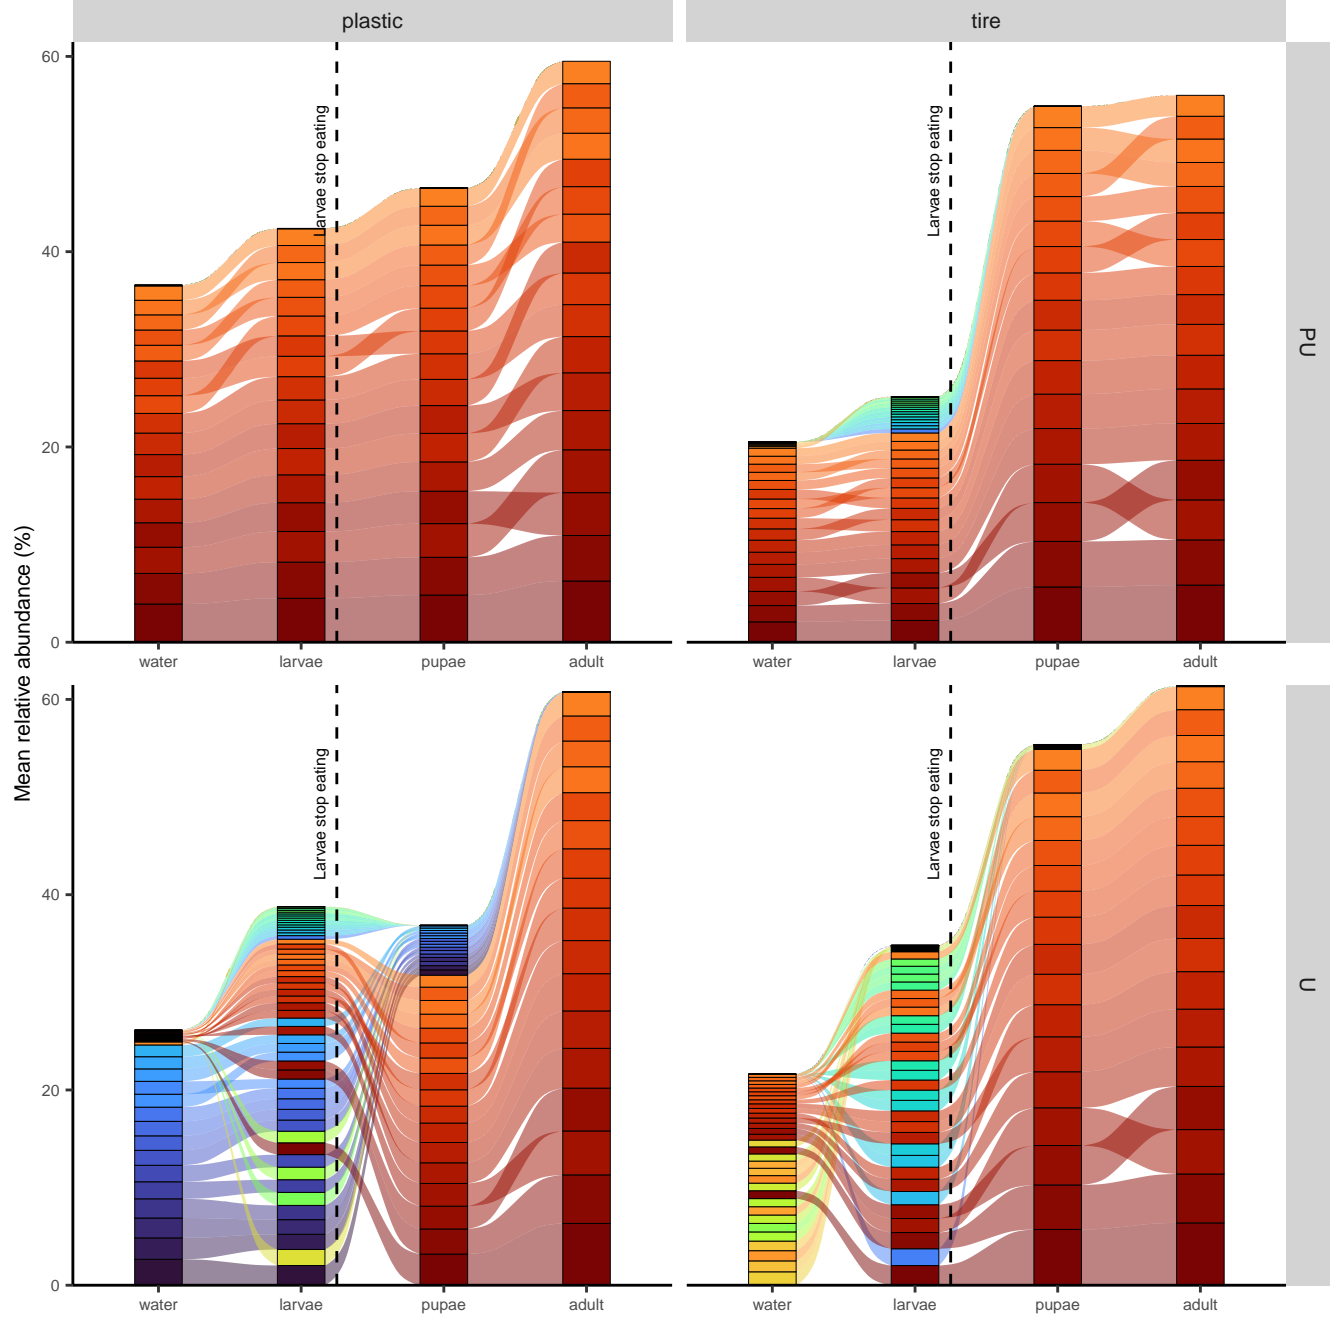 plastic
tire
Mean relative abundance (%)
60
40
20
0
Larvae stop eating
Larvae stop eating
PU
water
larvae
pupae
adult
water
larvae
pupae
adult
60
40
20
0
Larvae stop eating
Larvae stop eating
U
water
larvae
pupae
adult
water
larvae
pupae
adult